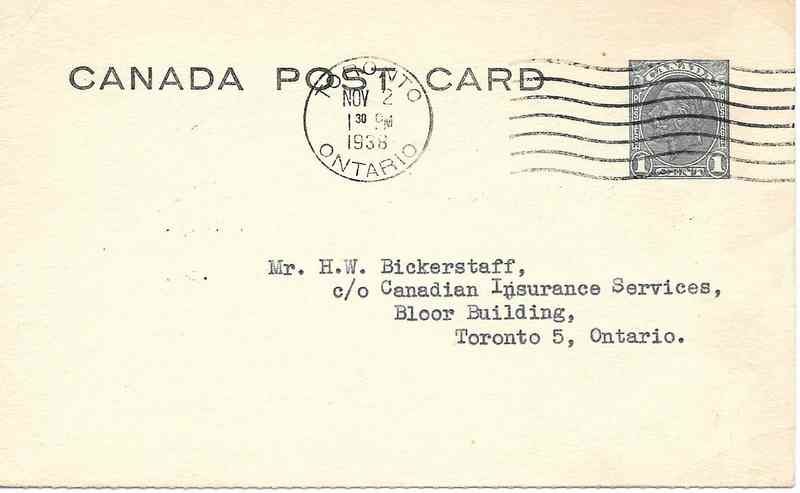 CANADA POST CARD
TORONTO
NOV 2
1 30 PM
1938
ONTARIO
CANADA
1 CENT 1
Mr. H.W. Bickerstaff,
c/o Canadian Insurance Services,
Bloor Building,
Toronto 5, Ontario.